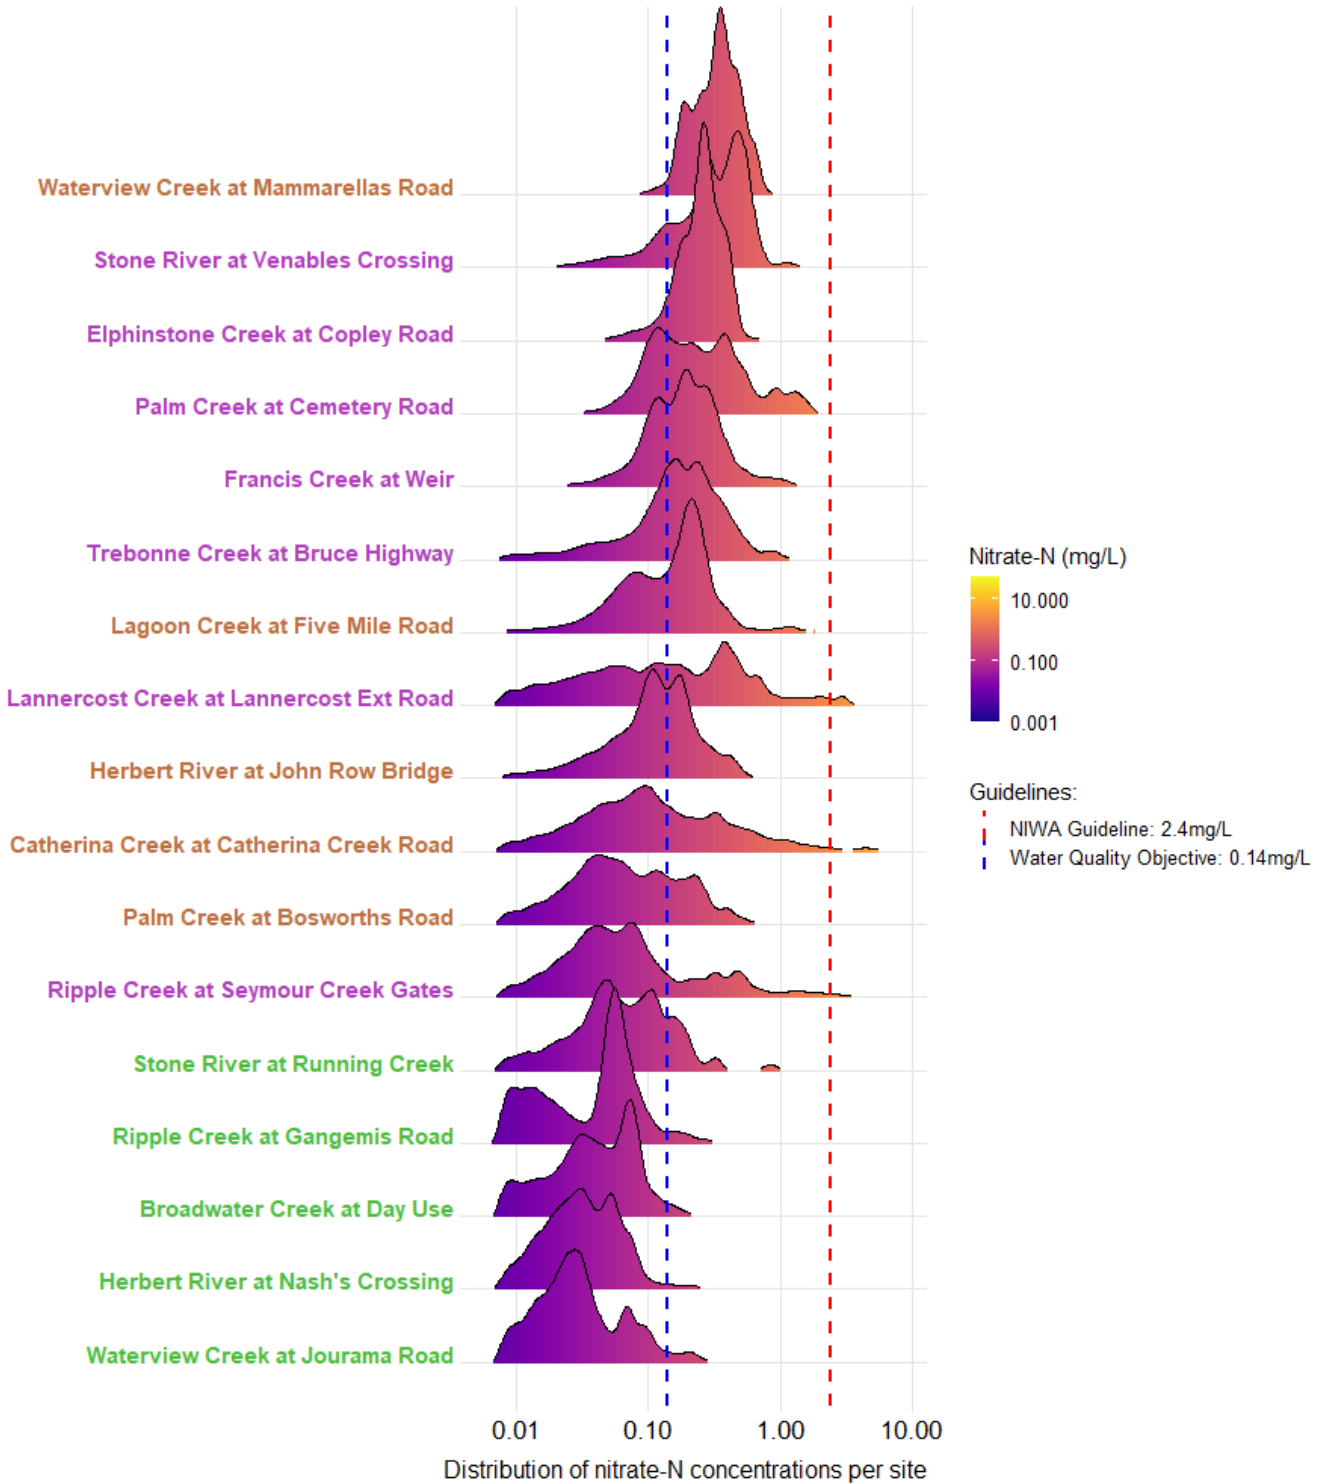 Waterview Creek at Mammarellas Road
Stone River at Venables Crossing
Elphinstone Creek at Copley Road
Palm Creek at Cemetery Road
Francis Creek at Weir
Trebonne Creek at Bruce Highway
Lagoon Creek at Five Mile Road
Lannercost Creek at Lannercost Ext Road
Herbert River at John Row Bridge
Catherina Creek at Catherina Creek Road
Palm Creek at Bosworths Road
Ripple Creek at Seymour Creek Gates
Stone River at Running Creek
Ripple Creek at Gangemis Road
Broadwater Creek at Day Use
Herbert River at Nash's Crossing
Waterview Creek at Jourama Road
0.01 0.10 1.00 10.00
Distribution of nitrate-N concentrations per site
Nitrate-N (mg/L)
10.000
0.100
0.001
Guidelines:
NIWA Guideline: 2.4mg/L
Water Quality Objective: 0.14mg/L